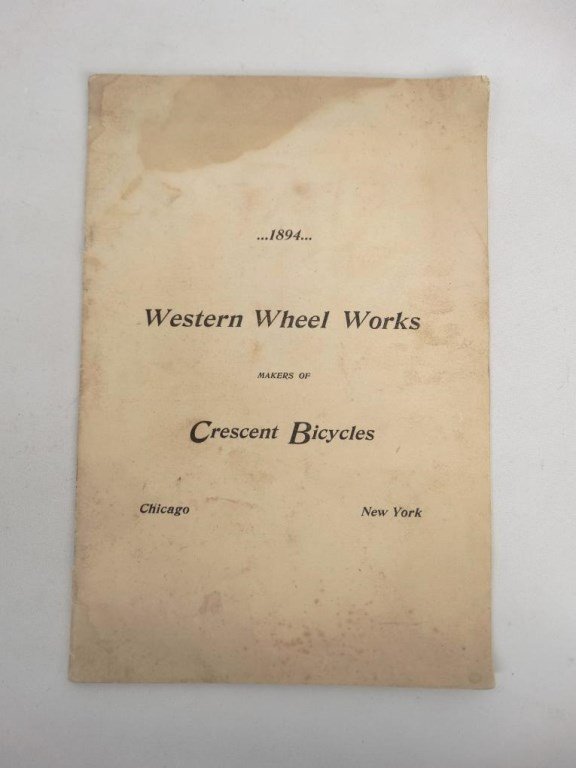 ...1894...
Western Wheel Works
MAKERS OF
Crescent Bicycles
Chicago New York